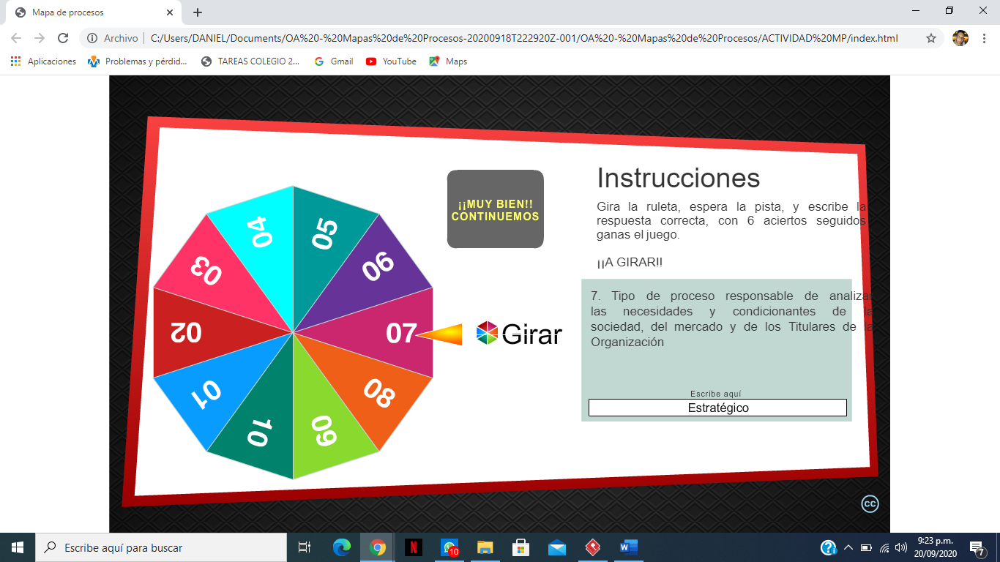 Mapa de procesos
Archivo
C:/Users/DANIEL/Documents/OA%20-%20Mapas%20de%20Procesos-20200918T222920Z-001/OA%20-%20Mapas%20de%20Procesos/ACTIVIDAD%20MP/index.html
Aplicaciones
Problemas y pérdid...
TAREAS COLEGIO 2...
Gmail
YouTube
Maps
¡¡MUY BIEN!!
CONTINUEMOS
Instrucciones
Gira la ruleta, espera la pista, y escribe la
respuesta correcta, con 6 aciertos seguidos
ganas el juego.
¡¡A GIRAR!!
04
05
03
06
02
07
01
08
10
09
Girar
7. Tipo de proceso responsable de analizar
las necesidades y condicionantes de la
sociedad, del mercado y de los Titulares de la
Organización
Escribe aquí
Estratégico
cc
Escribe aquí para buscar
N
10
W
?
9:23 p.m.
20/09/2020
7